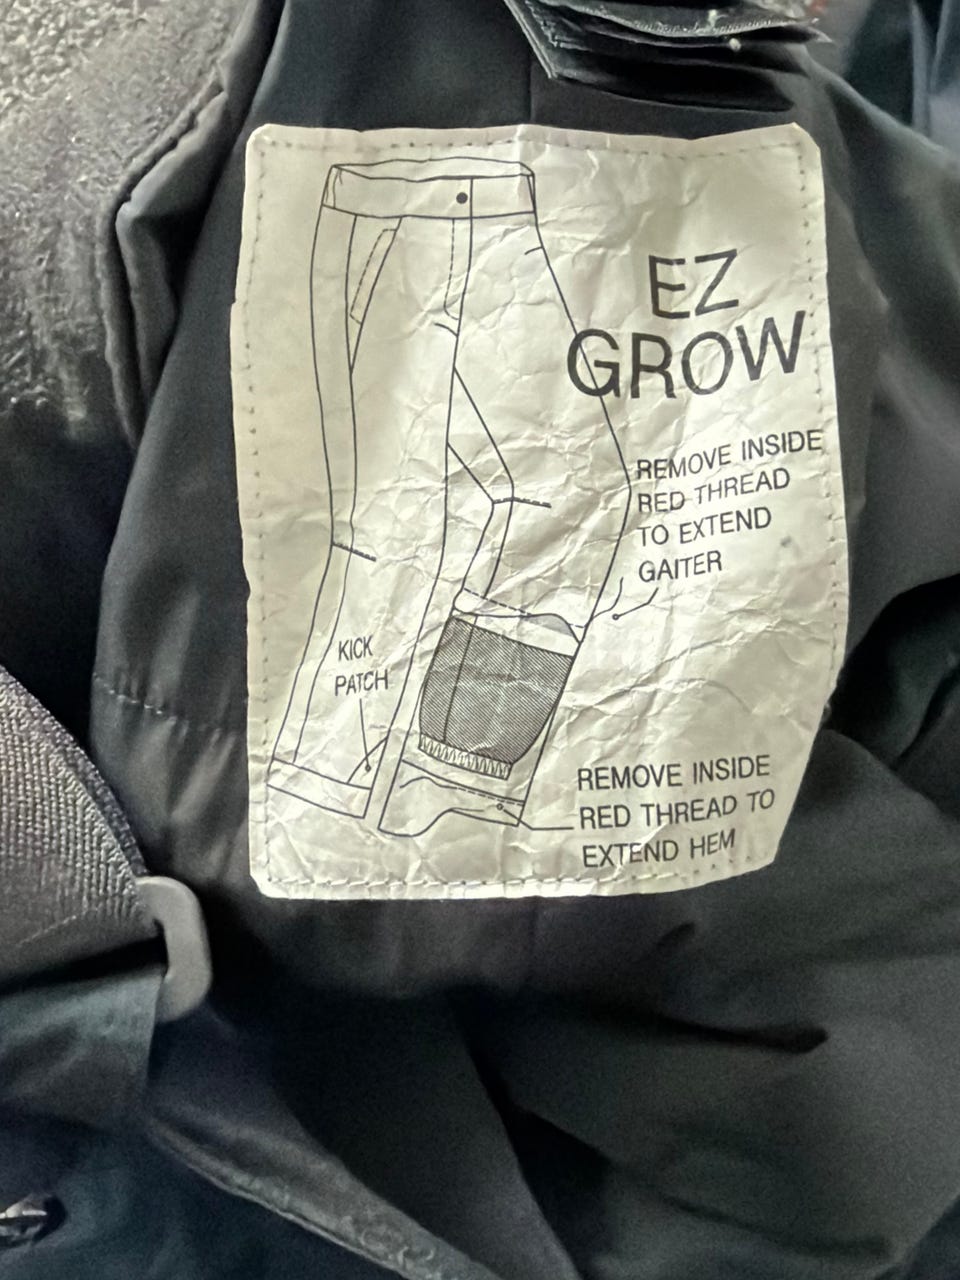 EZ
GROW
REMOVE INSIDE
RED THREAD
TO EXTEND
GAITER
KICK
PATCH
REMOVE INSIDE
RED THREAD TO
EXTEND HEM